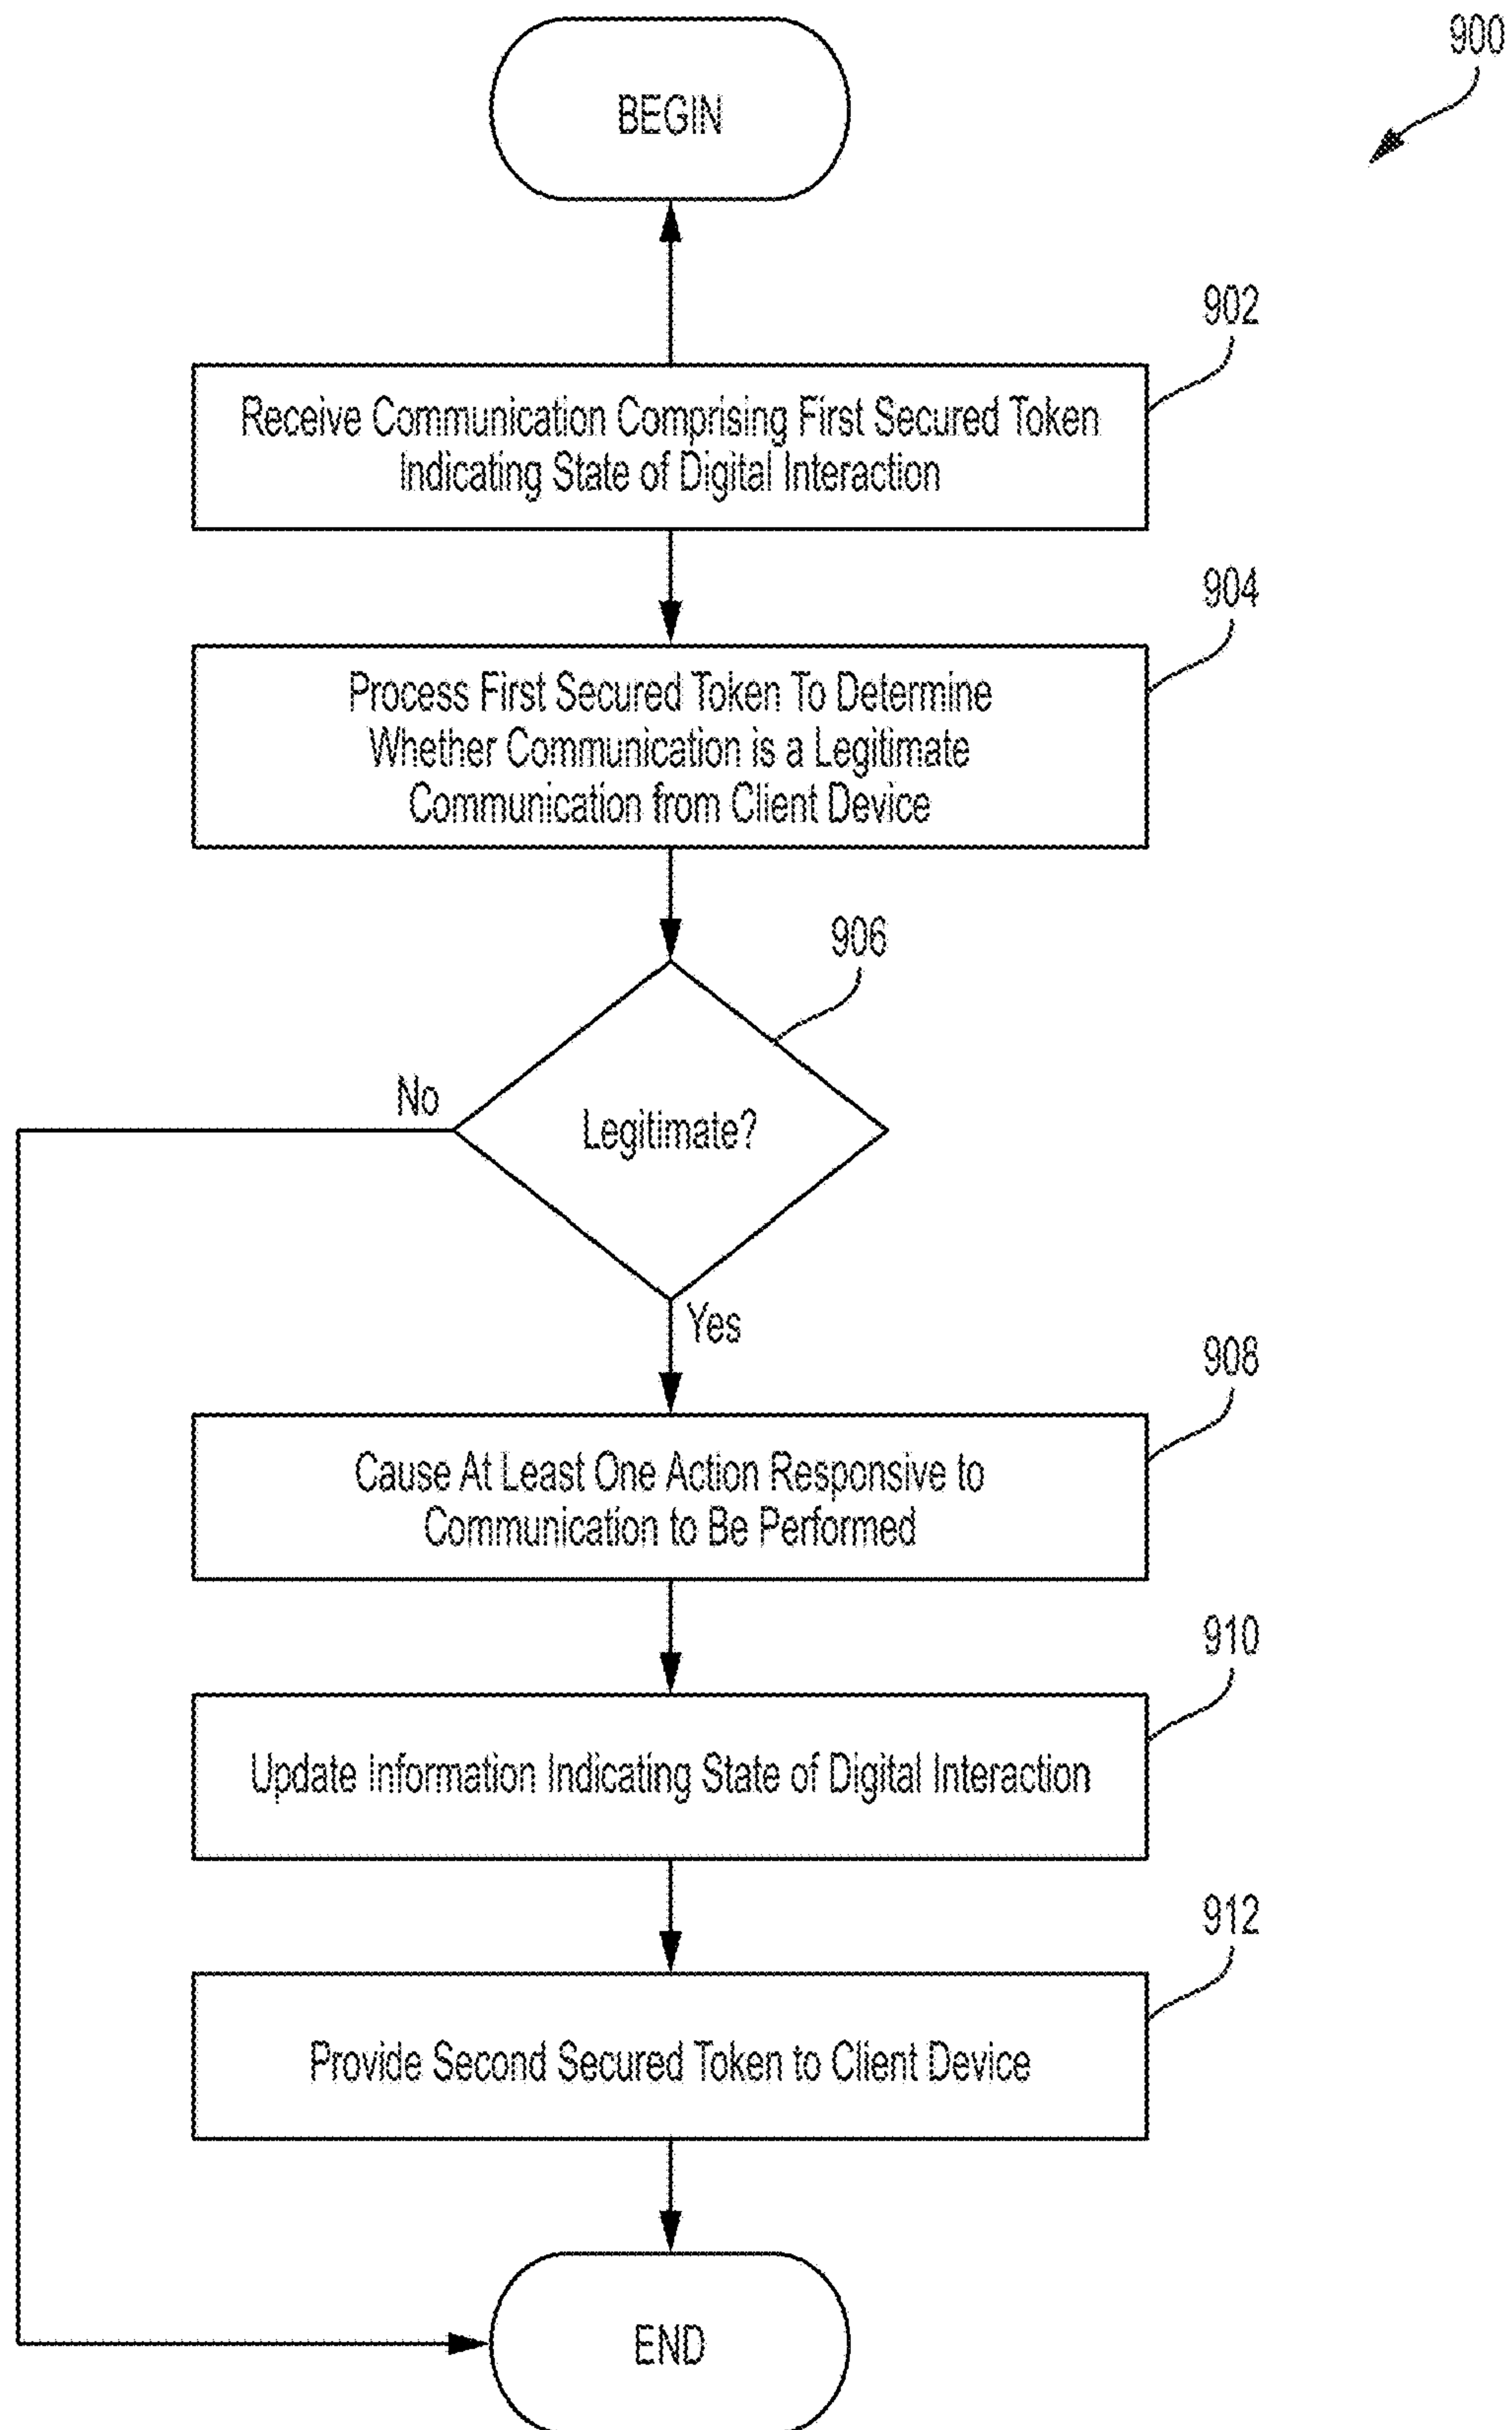 900
BEGIN
902
Receive Communication Comprising First Secured Token
Indicating State of Digital Interaction
904
Process First Secured Token To Determine
Whether Communication is a Legitimate
Communication from Client Device
906
No
Legitimate?
Yes
908
Cause At Least One Action Responsive to
Communication to Be Performed
910
Update Information Indicating State of Digital Interaction
912
Provide Second Secured Token to Client Device
END